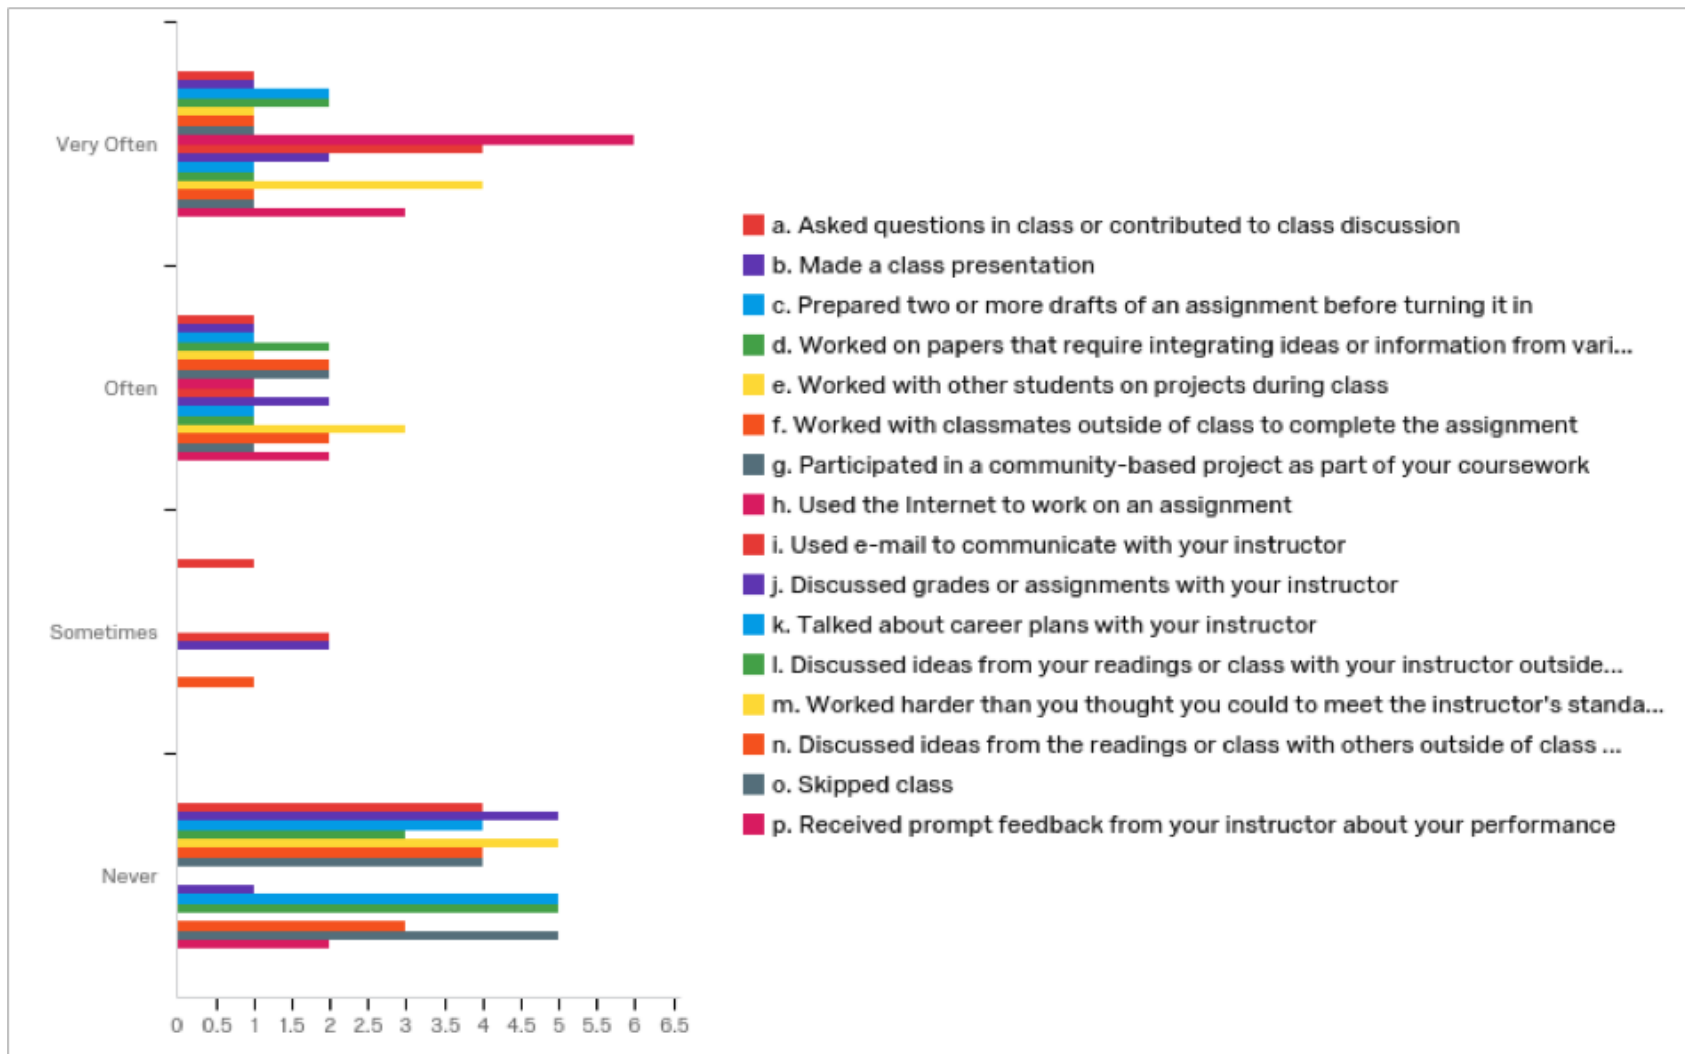 Very Often
Often
Sometimes
Never
0 0.5 1 1.5 2 2.5 3 3.5 4 4.5 5 5.5 6 6.5
a. Asked questions in class or contributed to class discussion
b. Made a class presentation
c. Prepared two or more drafts of an assignment before turning it in
d. Worked on papers that require integrating ideas or information from vari...
e. Worked with other students on projects during class
f. Worked with classmates outside of class to complete the assignment
g. Participated in a community-based project as part of your coursework
h. Used the Internet to work on an assignment
i. Used e-mail to communicate with your instructor
j. Discussed grades or assignments with your instructor
k. Talked about career plans with your instructor
l. Discussed ideas from your readings or class with your instructor outside...
m. Worked harder than you thought you could to meet the instructor's standa...
n. Discussed ideas from the readings or class with others outside of class ...
o. Skipped class
p. Received prompt feedback from your instructor about your performance